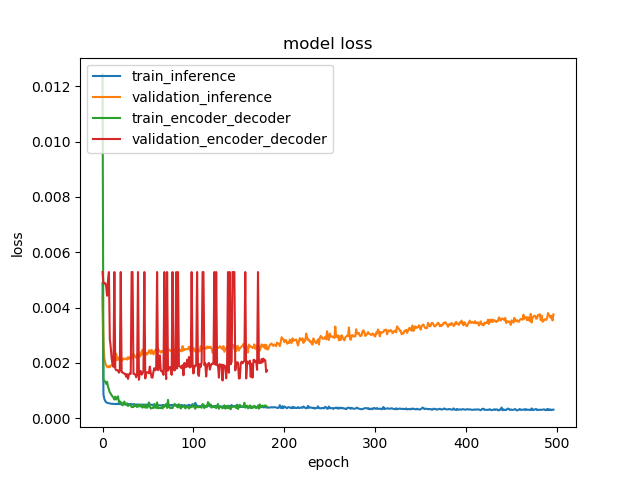 model loss
train_inference
validation_inference
train_encoder_decoder
validation_encoder_decoder
0.012
0.010
0.008
0.006
0.004
0.002
0.000
loss
0 100 200 300 400 500
epoch